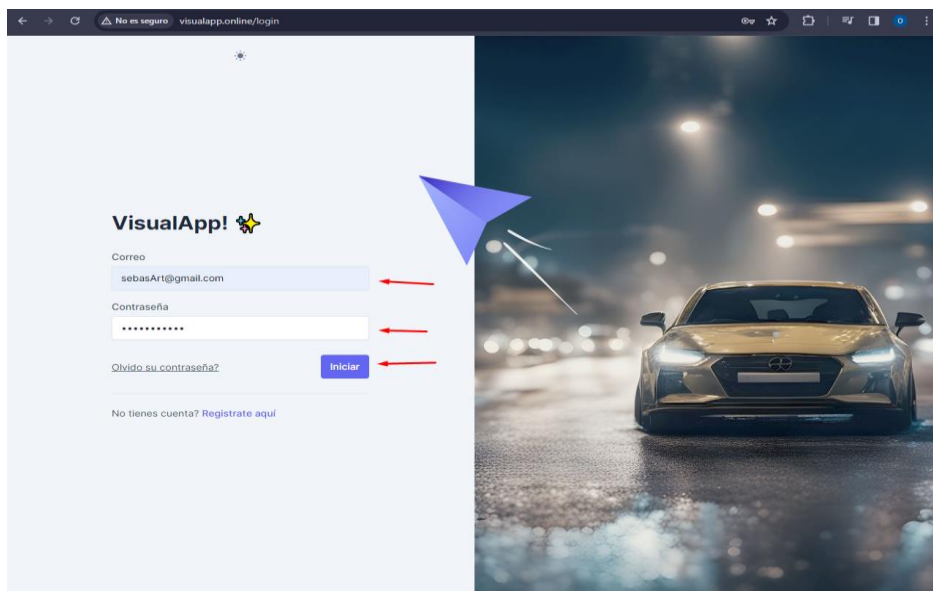 No es seguro visualapp.online/login
VisualApp!
Correo
sebasArt@gmail.com
Contraseña
•••••••••••
Olvido su contraseña? Iniciar
No tienes cuenta? Registrate aquí